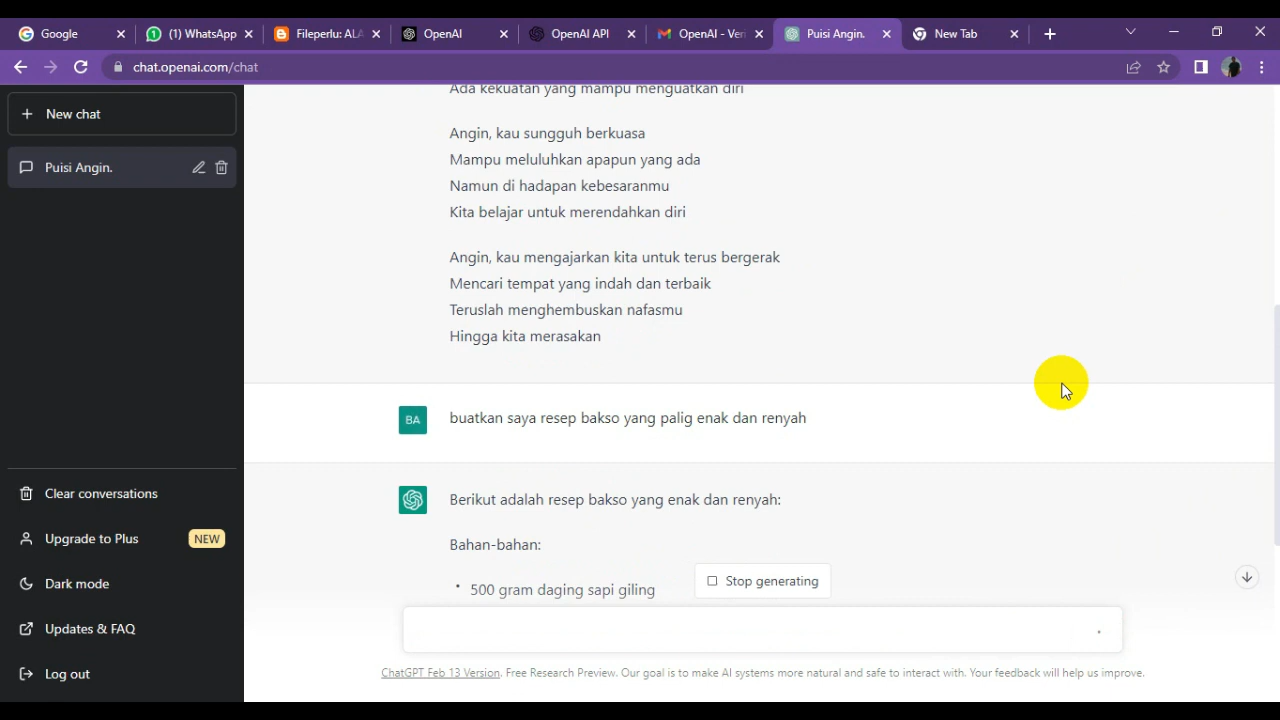 Google
(1) WhatsApp
Fileperlu: ALA
OpenAI
OpenAI API
OpenAI - Veri
Puisi Angin.
New Tab
chat.openai.com/chat
New chat
Puisi Angin.
Ada kekuatan yang mampu menguatkan diri
Angin, kau sungguh berkuasa
Mampu meluluhkan apapun yang ada
Namun di hadapan kebesaranmu
Kita belajar untuk merendahkan diri
Angin, kau mengajarkan kita untuk terus bergerak
Mencari tempat yang indah dan terbaik
Teruslah menghembuskan nafasmu
Hingga kita merasakan
BA
buatkan saya resep bakso yang palig enak dan renyah
Berikut adalah resep bakso yang enak dan renyah:
Bahan-bahan:
• 500 gram daging sapi giling
Stop generating
Clear conversations
Upgrade to Plus
NEW
Dark mode
Updates & FAQ
Log out
ChatGPT Feb 13 Version. Free Research Preview. Our goal is to make AI systems more natural and safe to interact with. Your feedback will help us improve.